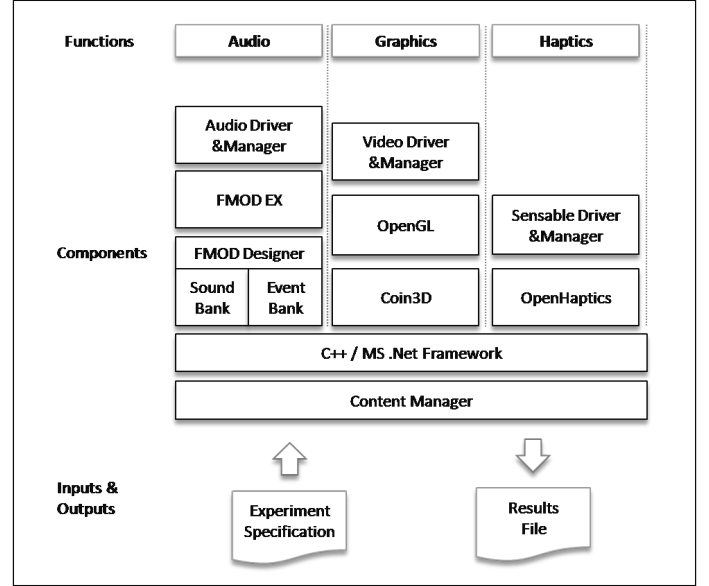 Functions
Audio
Graphics
Haptics
Components
Audio Driver
&Manager
FMOD EX
FMOD Designer
Sound
Bank
Event
Bank
Video Driver
&Manager
OpenGL
Coin3D
Sensable Driver
&Manager
OpenHaptics
C++ / MS .Net Framework
Content Manager
Inputs &
Outputs
Experiment
Specification
Results
File